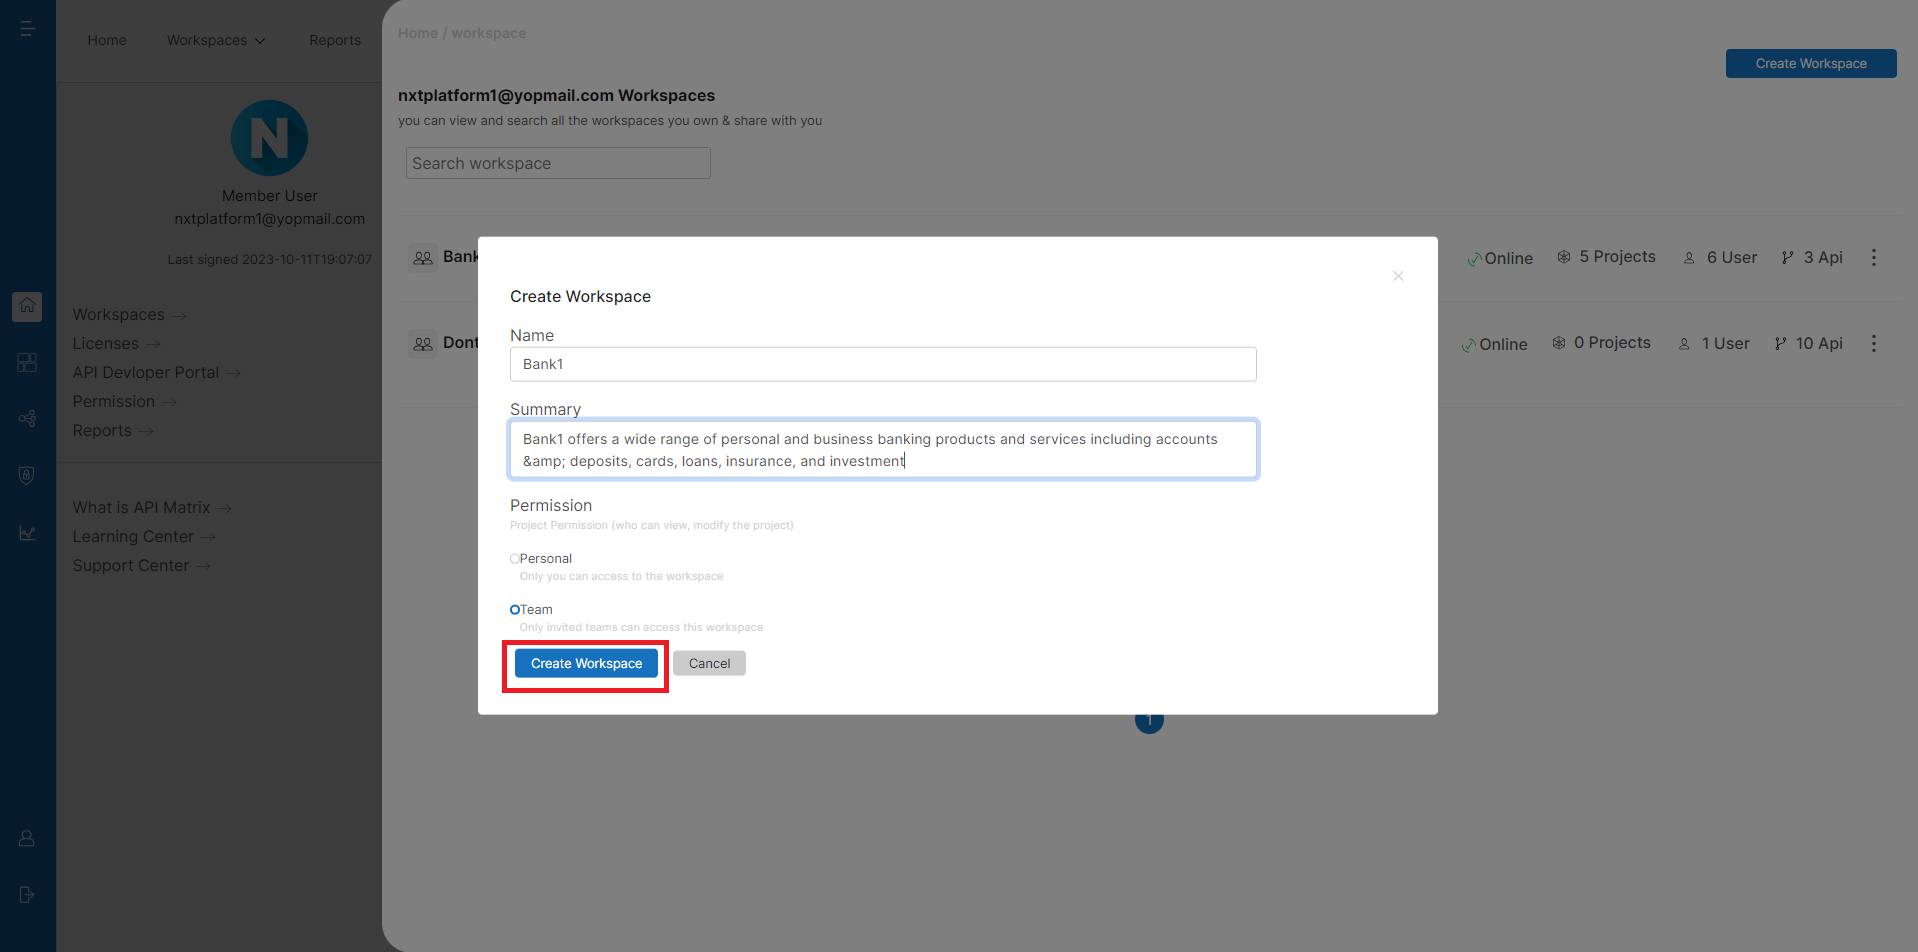 Home
Workspaces
Reports
Home / workspace
Create Workspace
nxtplatform1@yopmail.com Workspaces
you can view and search all the workspaces you own & share with you
Search workspace
N
Member User
nxtplatform1@yopmail.com
Last signed 2023-10-11T19:07:07
Workspaces
Licenses
API Devloper Portal
Permission
Reports
What is API Matrix
Learning Center
Support Center
Bank
Online
5 Projects
6 User
3 Api
Dont
Online
0 Projects
1 User
10 Api
Create Workspace
Name
Bank1
Summary
Bank1 offers a wide range of personal and business banking products and services including accounts
&amp; deposits, cards, loans, insurance, and investment
Permission
Project Permission (who can view, modify the project)
Personal
Only you can access to the workspace
Team
Only invited teams can access this workspace
Create Workspace
Cancel
1